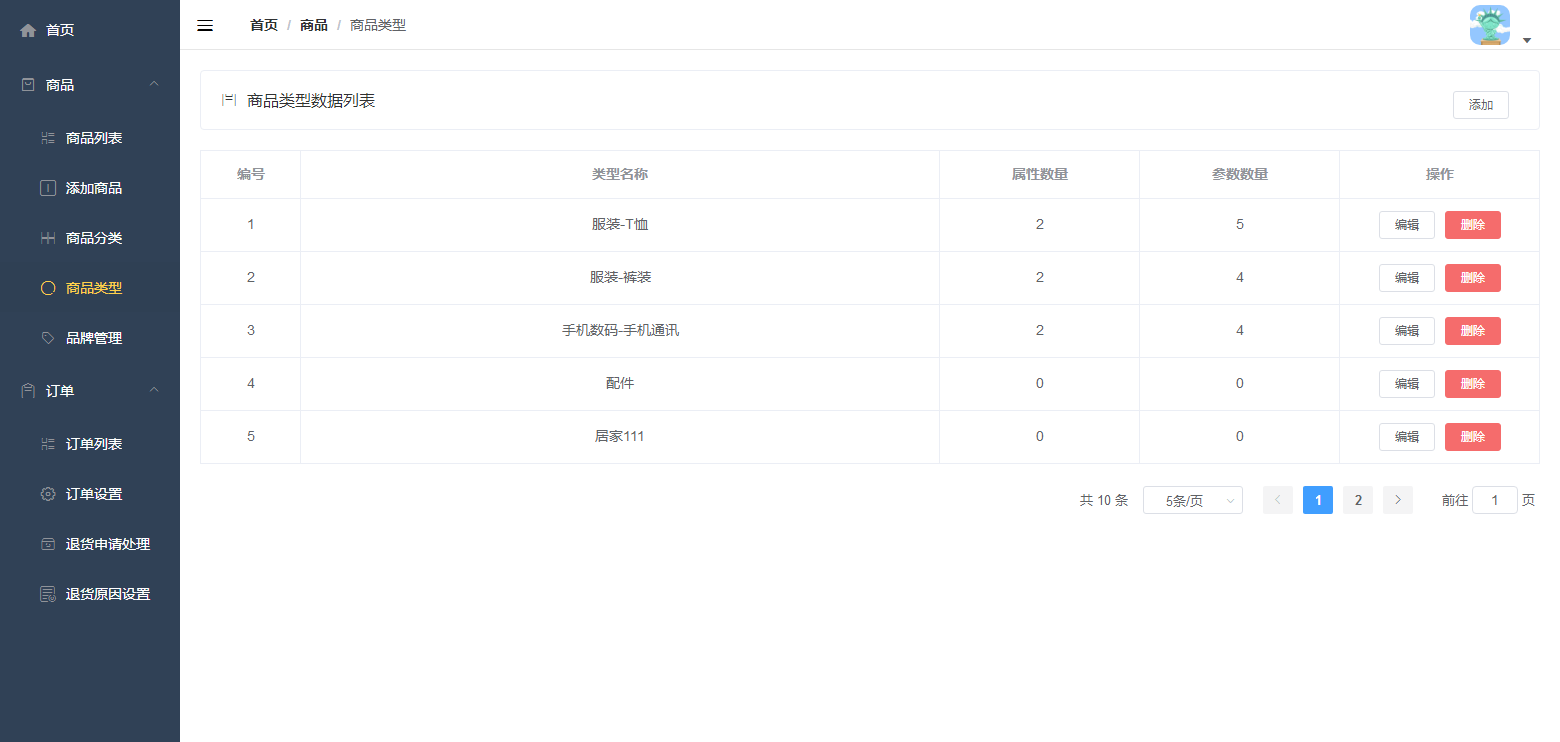 首页
商品
商品列表
添加商品
商品分类
商品类型
品牌管理
订单
订单列表
订单设置
退货申请处理
退货原因设置
首页 / 商品 / 商品类型
商品类型数据列表 添加
编号 类型名称 属性数量 参数数量 操作
1 服装-T恤 2 5 编辑 删除
2 服装-裤装 2 4 编辑 删除
3 手机数码-手机通讯 2 4 编辑 删除
4 配件 0 0 编辑 删除
5 居家111 0 0 编辑 删除
共 10 条 5条/页 1 2 前往 1 页